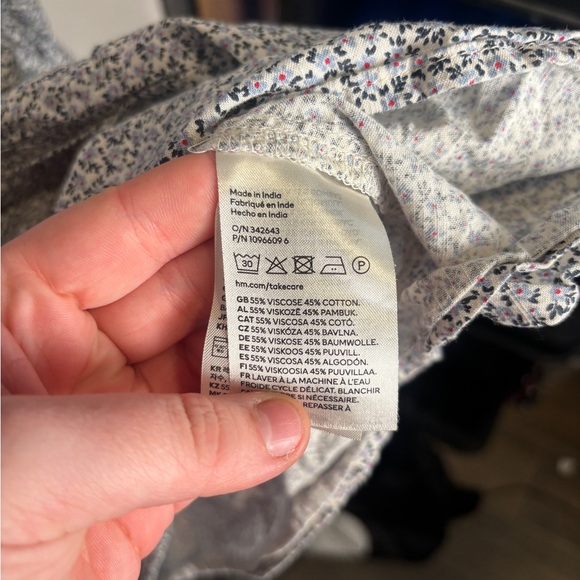 Made in India
Fabriqué en Inde
Hecho en India
O/N 342643
P/N 1096609 6
30
P
hm.com/takecare
GB 55% VISCOSE 45% COTTON.
AL 55% VISKOZË 45% PAMBUK.
CAT 55% VISCOSA 45% COTÓ.
CZ 55% VISKÓZA 45% BAVLNA.
DE 55% VISKOSE 45% BAUMWOLLE.
EE 55% VISKOOS 45% PUUVILL.
ES 55% VISCOSA 45% ALGODÓN.
FI 55% VISKOOSIA 45% PUUVILLAA.
FR LAVER À LA MACHINE À L'EAU
FROIDE CYCLE DÉLICAT. BLANCHIR
SI NÉCESSAIRE.
REPASSER À
KR
KZ 55